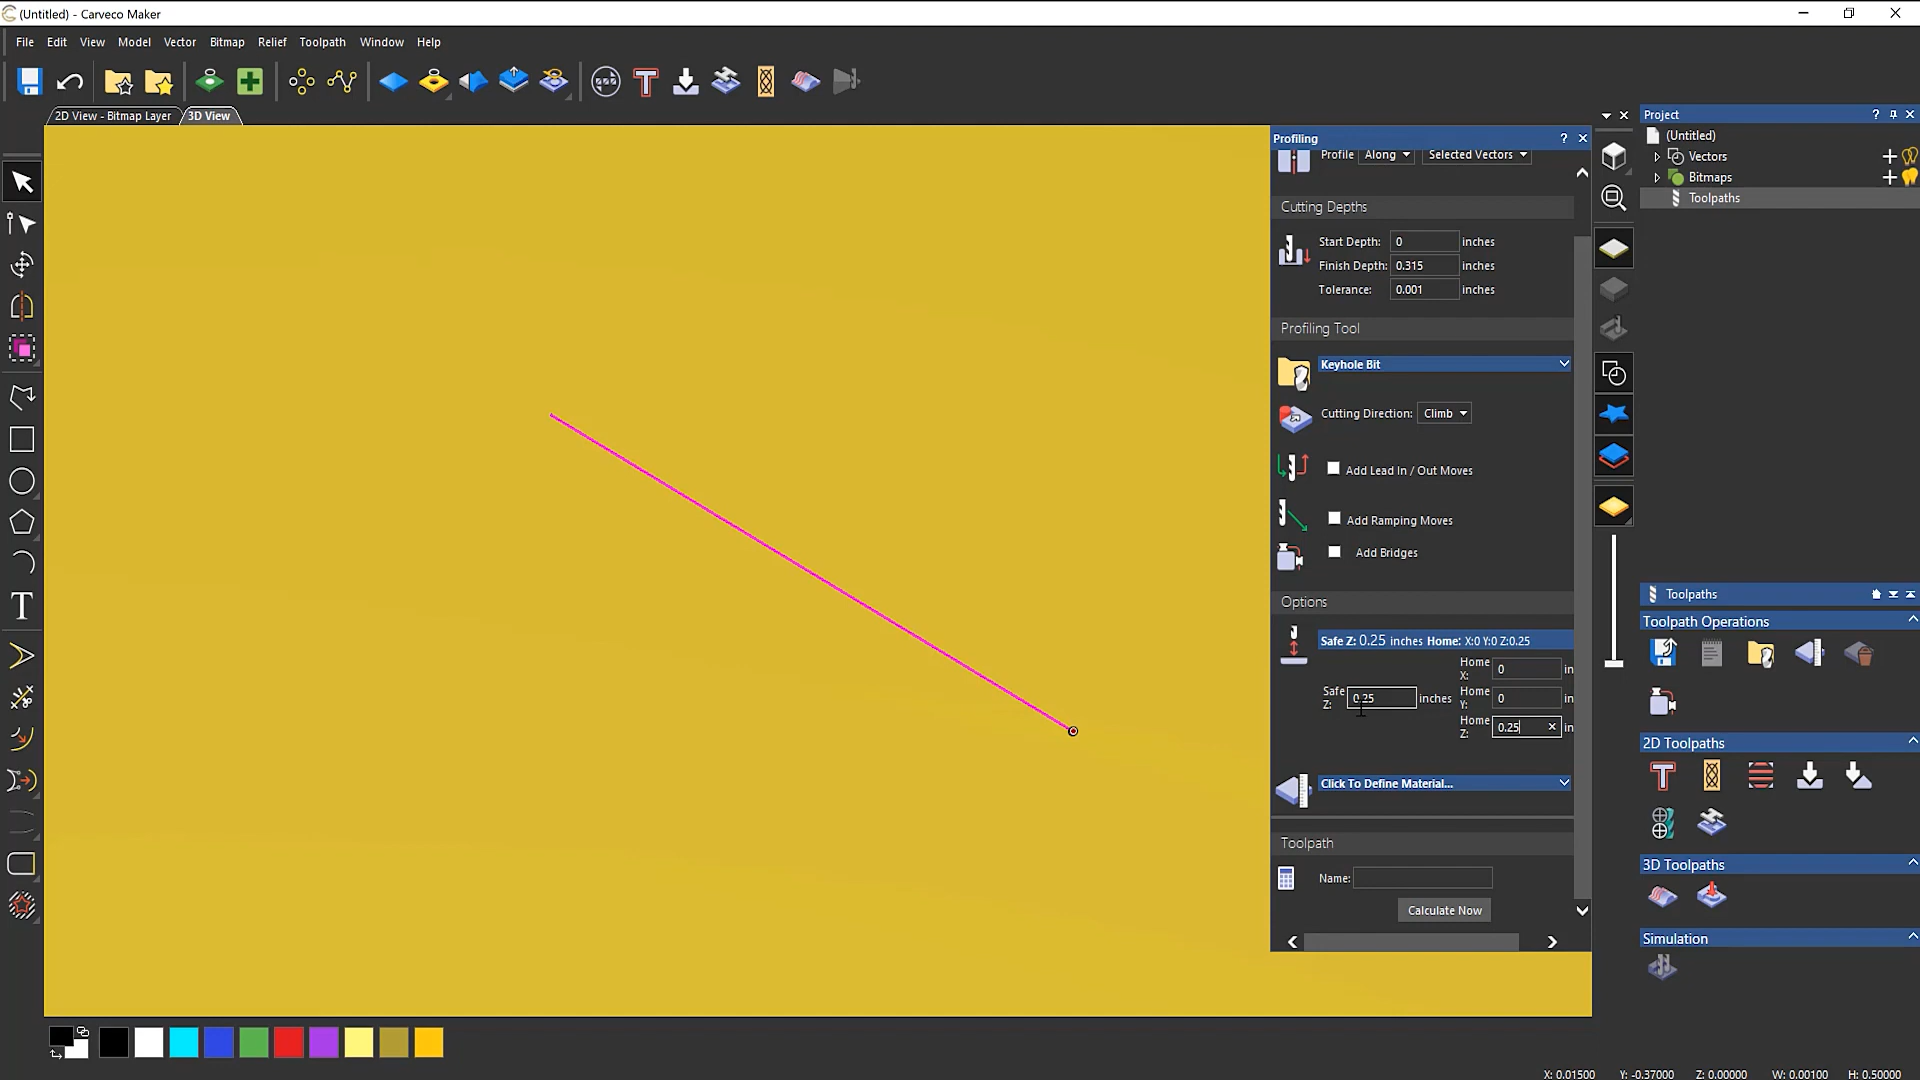 (Untitled) - Carveco Maker
File Edit View Model Vector Bitmap Relief Toolpath Window Help
2D View - Bitmap Layer 3D View
Profiling
Profile Along Selected Vectors
Cutting Depths
Start Depth: 0 inches
Finish Depth: 0.315 inches
Tolerance: 0.001 inches
Profiling Tool
Keyhole Bit
Cutting Direction: Climb
Add Lead In / Out Moves
Add Ramping Moves
Add Bridges
Options
Safe Z: 0.25 inches Home: X:0 Y:0 Z:0.25
Home X: 0 in
Safe Z: 0.25 inches Home Y: 0 in
Home Z: 0.25 in
Click To Define Material...
Toolpath
Name:
Calculate Now
Project
(Untitled)
Vectors
Bitmaps
Toolpaths
Toolpaths
Toolpath Operations
2D Toolpaths
3D Toolpaths
Simulation
X: 0.01500 Y: -0.37000 Z: 0.00000 W: 0.00100 H: 0.50000